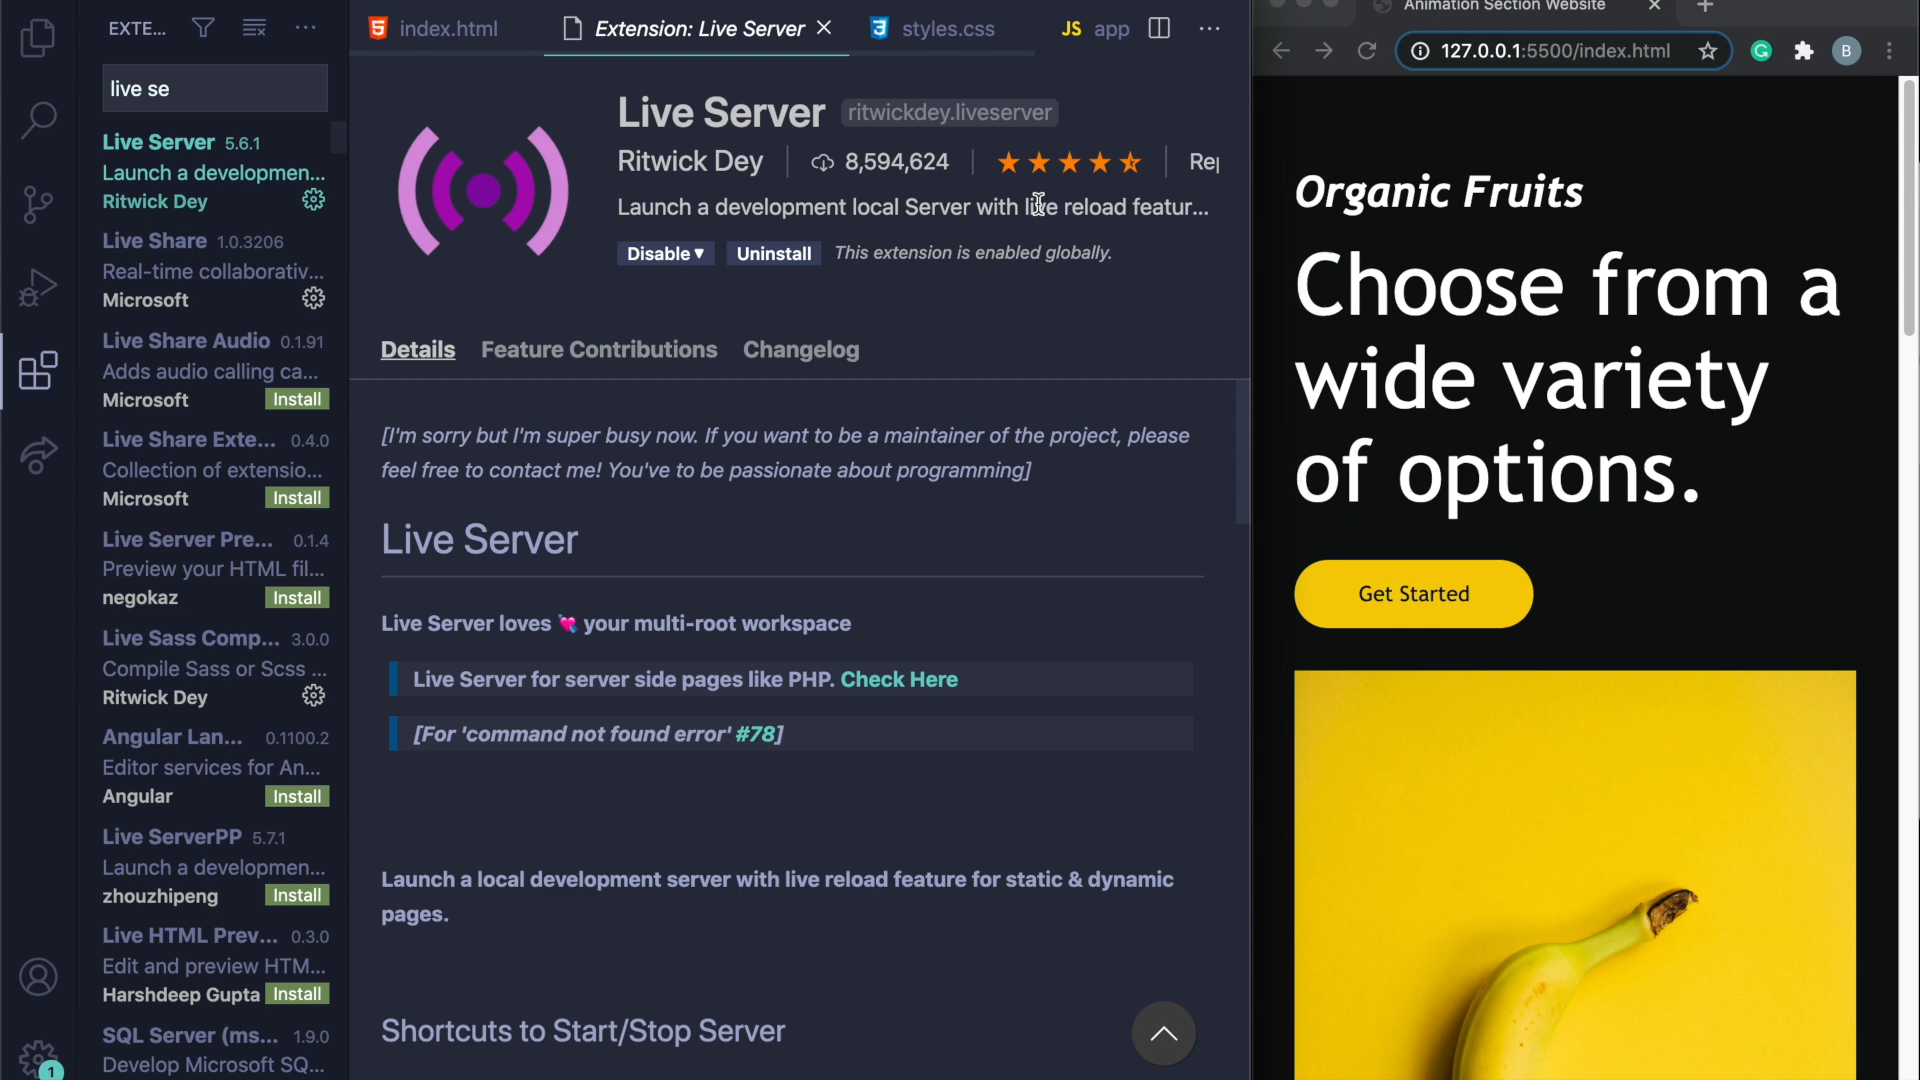 EXTE...
live se
Live Server 5.6.1
Launch a developmen...
Ritwick Dey
Live Share 1.0.3206
Real-time collaborativ...
Microsoft
Live Share Audio 0.1.91
Adds audio calling ca...
Microsoft Install
Live Share Exte... 0.4.0
Collection of extensio...
Microsoft Install
Live Server Pre... 0.1.4
Preview your HTML fil...
negokaz Install
Live Sass Comp... 3.0.0
Compile Sass or Scss ...
Ritwick Dey
Angular Lan... 0.1100.2
Editor services for An...
Angular Install
Live ServerPP 5.7.1
Launch a developmen...
zhouzhipeng Install
Live HTML Prev... 0.3.0
Edit and preview HTM...
Harshdeep Gupta Install
SQL Server (ms... 1.9.0
Develop Microsoft SQ...
1
index.html
Extension: Live Server
styles.css
JS app
Live Server ritwickdey.liveserver
Ritwick Dey 8,594,624
Launch a development local Server with live reload featur...
Disable Uninstall This extension is enabled globally.
Details Feature Contributions Changelog
[I'm sorry but I'm super busy now. If you want to be a maintainer of the project, please
feel free to contact me! You've to be passionate about programming]
Live Server
Live Server loves 💘 your multi-root workspace
Live Server for server side pages like PHP. Check Here
[For 'command not found error' #78]
Launch a local development server with live reload feature for static & dynamic
pages.
Shortcuts to Start/Stop Server
Animation Section Website
127.0.0.1:5500/index.html
B
Organic Fruits
Choose from a
wide variety
of options.
Get Started